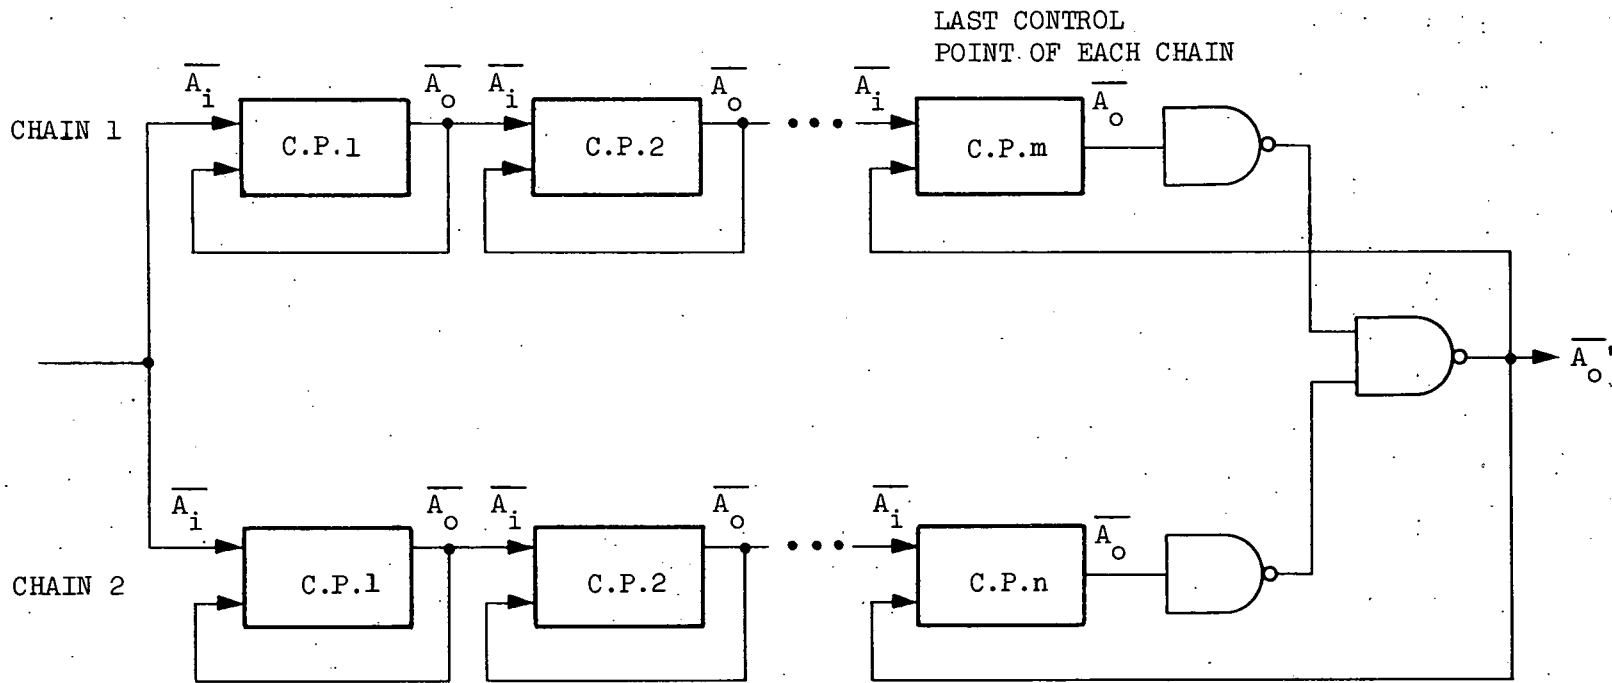 LAST CONTROL
POINT OF EACH CHAIN
CHAIN 1
A̅i̅
C.P.1
A̅o̅
A̅i̅
C.P.2
A̅o̅
•••
A̅i̅
C.P.m
A̅o̅
A̅o̅'
CHAIN 2
A̅i̅
C.P.1
A̅o̅
A̅i̅
C.P.2
A̅o̅
•••
A̅i̅
C.P.n
A̅o̅